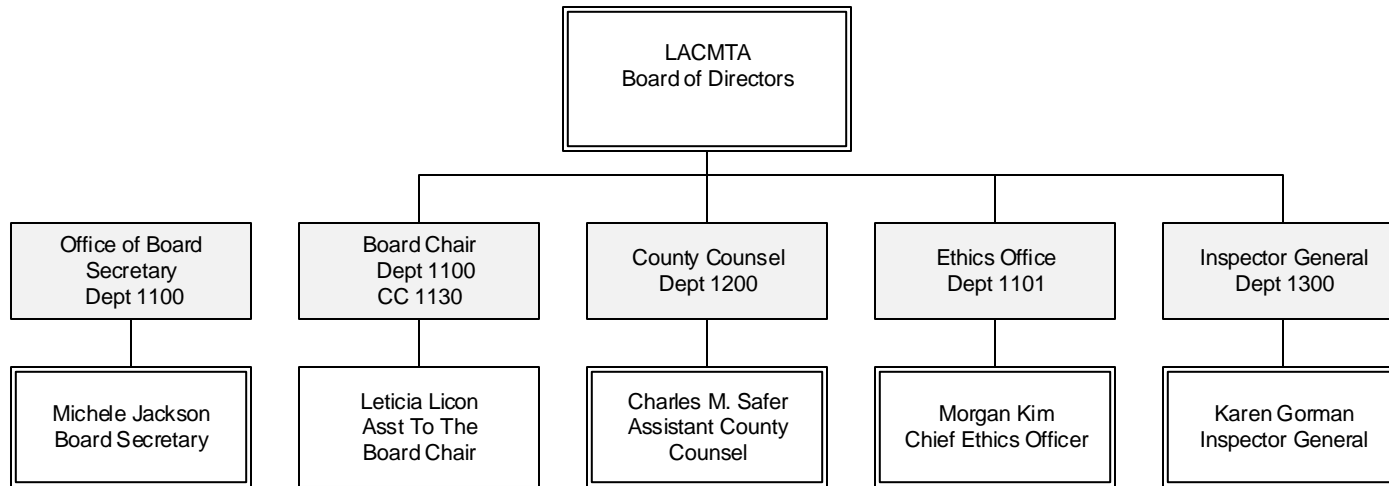 LACMTA
Board of Directors
Office of Board
Secretary
Dept 1100
Board Chair
Dept 1100
CC 1130
County Counsel
Dept 1200
Ethics Office
Dept 1101
Inspector General
Dept 1300
Michele Jackson
Board Secretary
Leticia Licon
Asst To The
Board Chair
Charles M. Safer
Assistant County
Counsel
Morgan Kim
Chief Ethics Officer
Karen Gorman
Inspector General